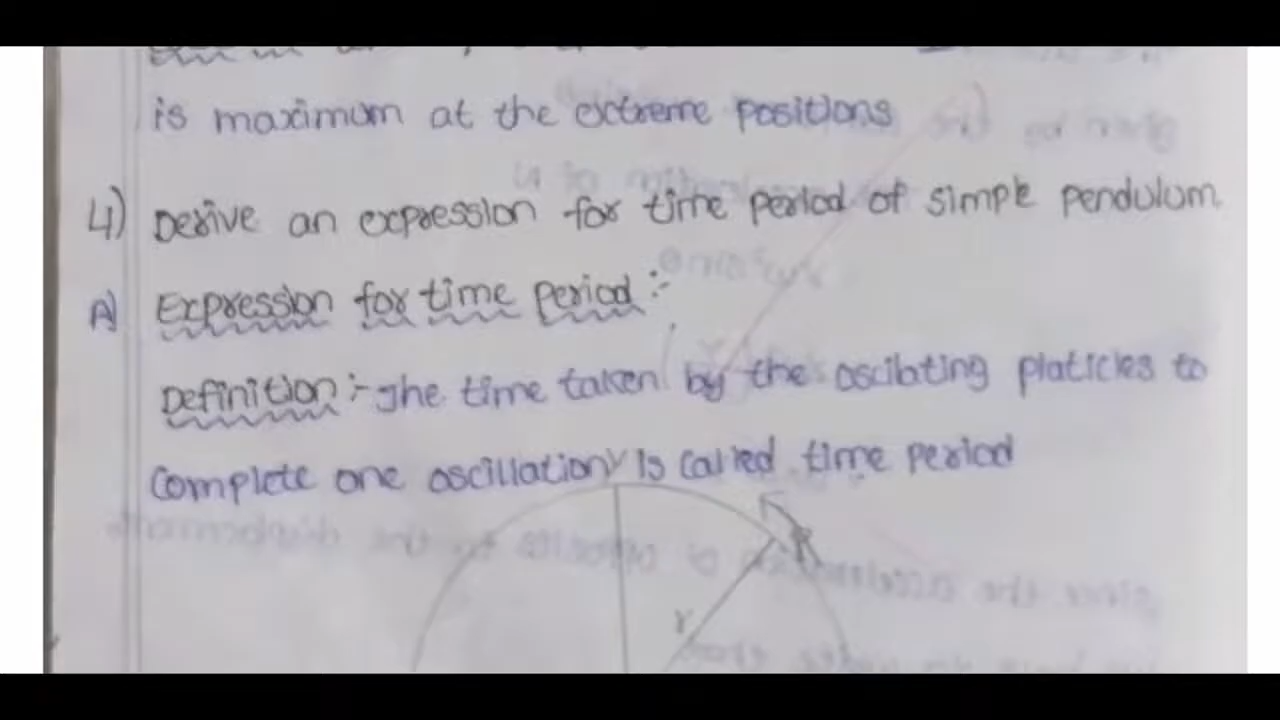 is maximum at the extreme positions
4) Derive an expression for time period of simple pendulum
A) Expression for time period :-
Definition :- The time taken by the oscilating platicles to
complete one oscillation is called time period
Y
P
r